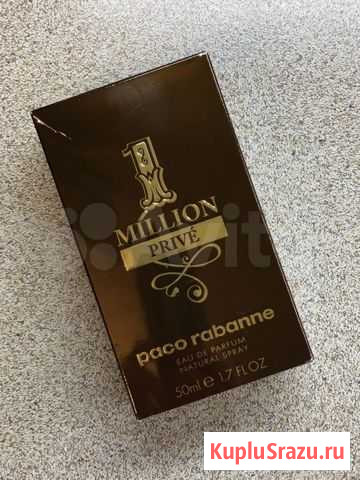 1
MILLION
PRIVÉ
paco rabanne
EAU DE PARFUM
NATURAL SPRAY
50ml e 1.7 FL.OZ
KupluSrazu.ru